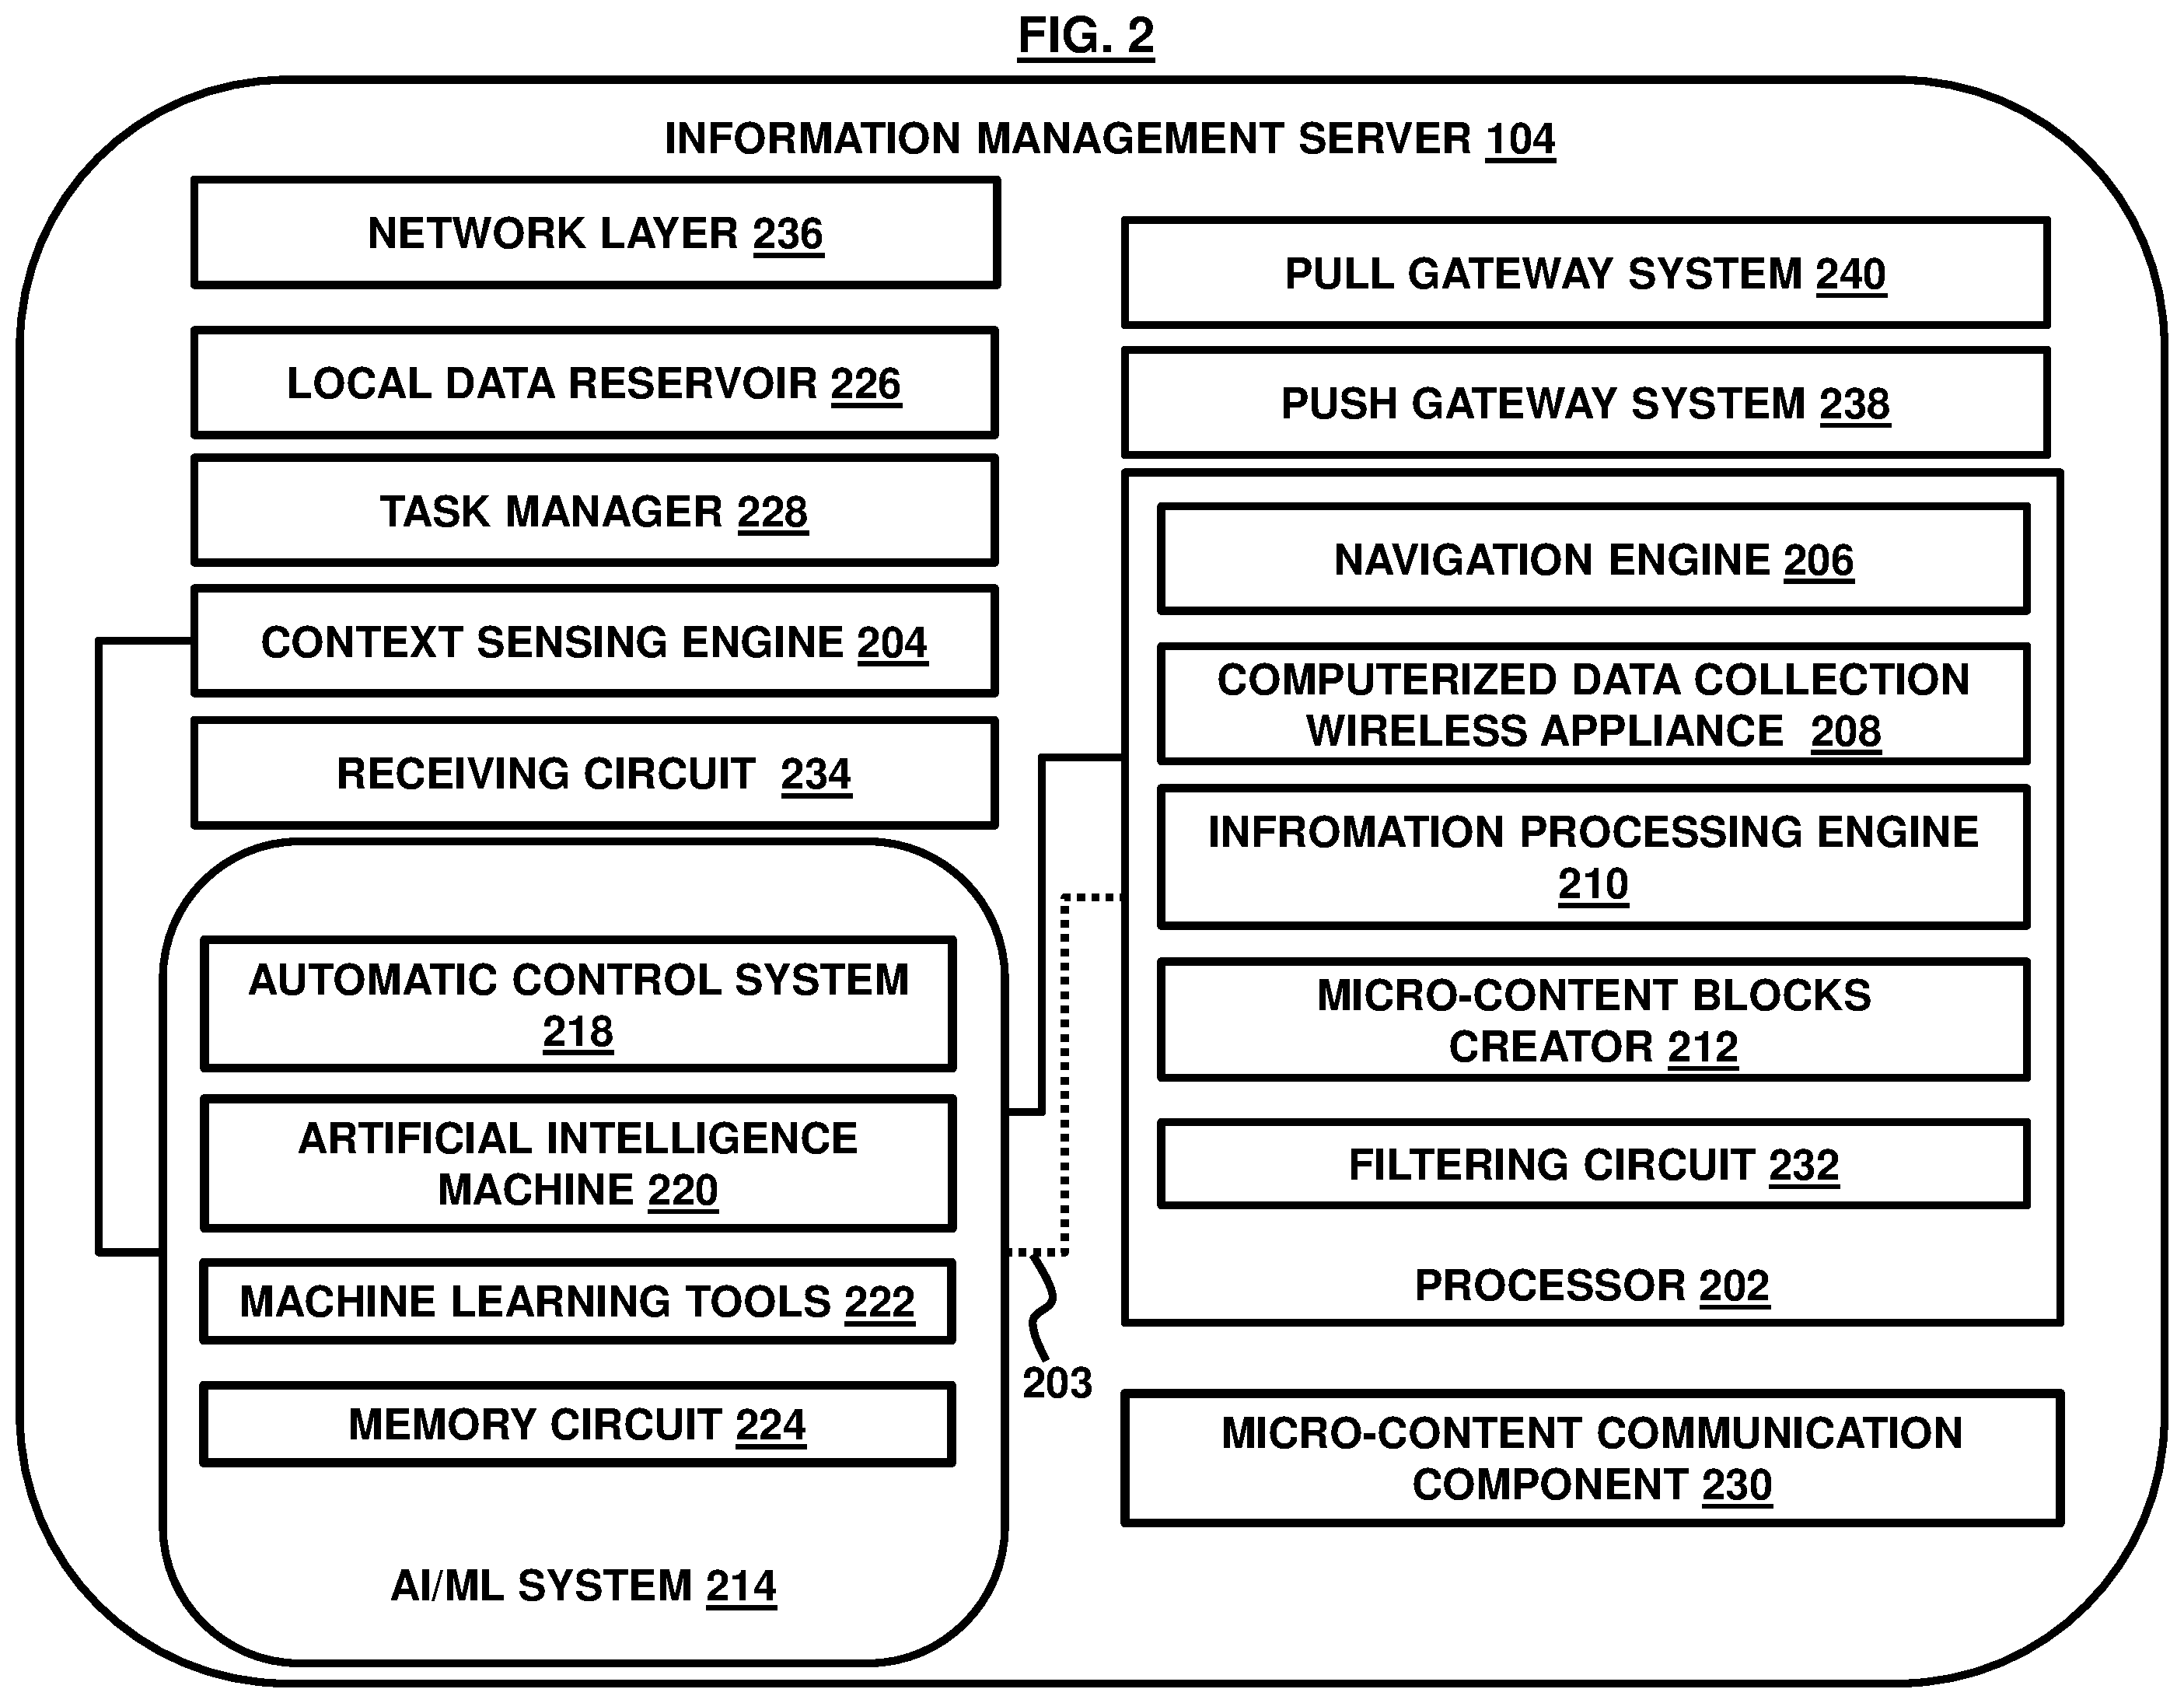 FIG. 2
INFORMATION MANAGEMENT SERVER 104
NETWORK LAYER 236
LOCAL DATA RESERVOIR 226
TASK MANAGER 228
CONTEXT SENSING ENGINE 204
RECEIVING CIRCUIT 234
AUTOMATIC CONTROL SYSTEM
218
ARTIFICIAL INTELLIGENCE
MACHINE 220
MACHINE LEARNING TOOLS 222
MEMORY CIRCUIT 224
AI/ML SYSTEM 214
203
PULL GATEWAY SYSTEM 240
PUSH GATEWAY SYSTEM 238
NAVIGATION ENGINE 206
COMPUTERIZED DATA COLLECTION
WIRELESS APPLIANCE 208
INFROMATION PROCESSING ENGINE
210
MICRO-CONTENT BLOCKS
CREATOR 212
FILTERING CIRCUIT 232
PROCESSOR 202
MICRO-CONTENT COMMUNICATION
COMPONENT 230